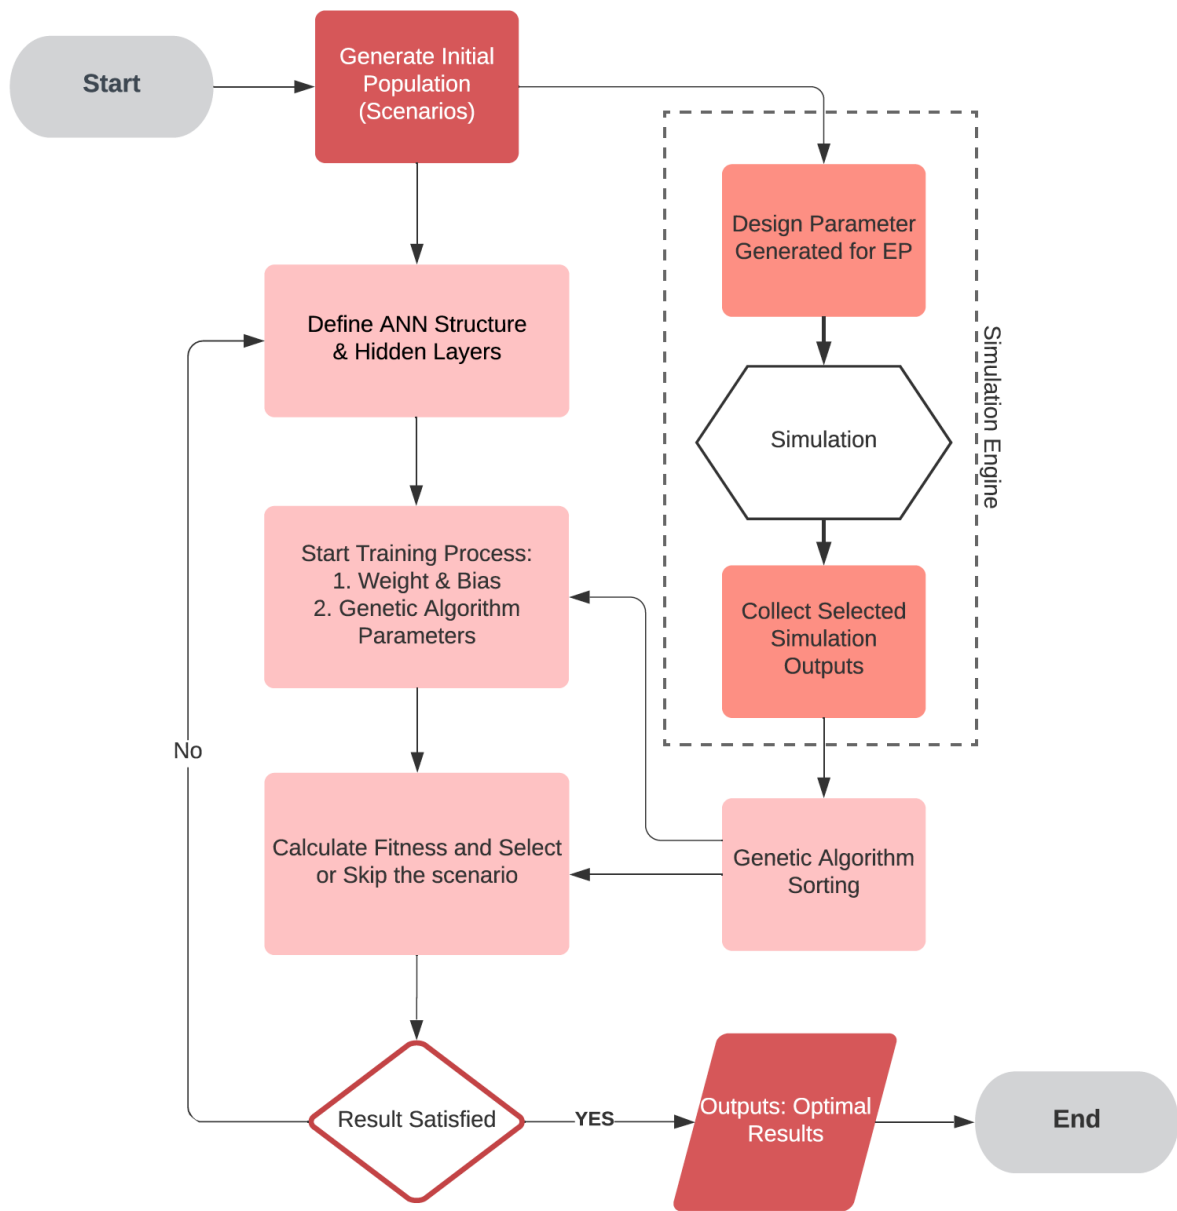 Start
Generate Initial
Population
(Scenarios)
Design Parameter
Generated for EP
Define ANN Structure
& Hidden Layers
Simulation Engine
Simulation
Start Training Process:
1. Weight & Bias
2. Genetic Algorithm
Parameters
Collect Selected
Simulation
Outputs
No
Calculate Fitness and Select
or Skip the scenario
Genetic Algorithm
Sorting
Result Satisfied
YES
Outputs: Optimal
Results
End